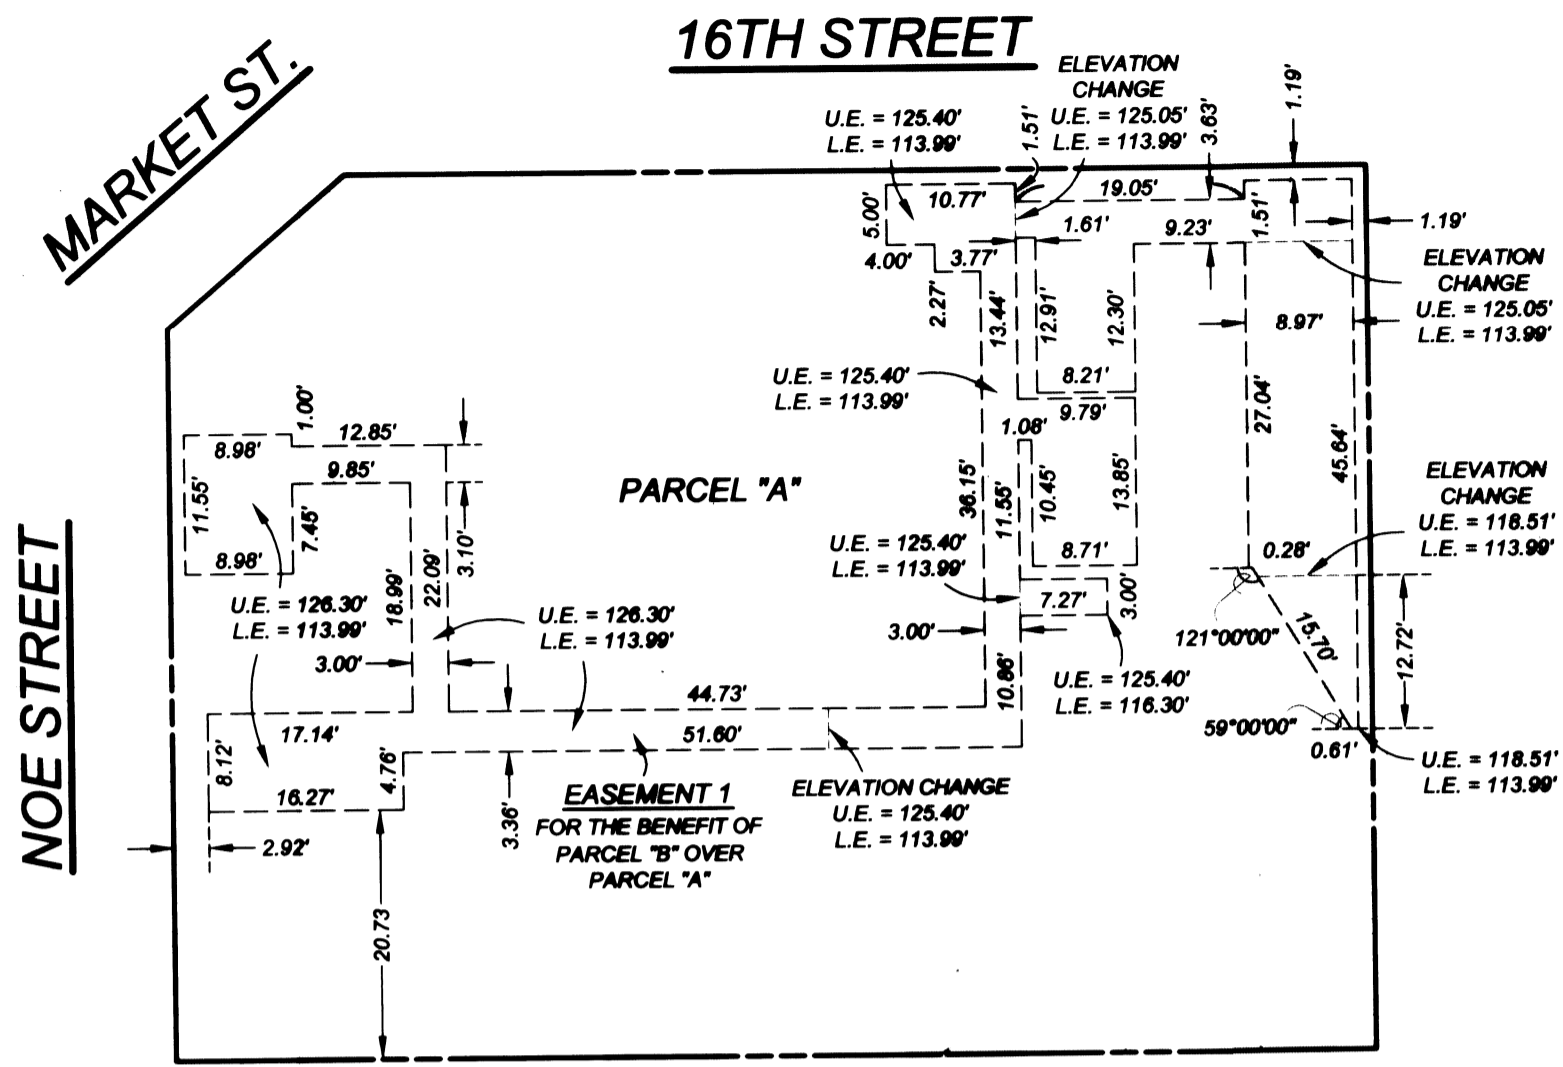 16TH STREET
MARKET ST.
NOE STREET
ELEVATION
CHANGE
U.E. = 125.05'
L.E. = 113.99'
U.E. = 125.40'
L.E. = 113.99'
1.51'
3.63'
1.19'
10.77'
19.05'
5.00'
1.61'
9.23'
1.51'
1.19'
4.00'
3.77'
2.27'
13.44'
12.91'
12.30'
ELEVATION
CHANGE
U.E. = 125.05'
L.E. = 113.99'
8.97'
U.E. = 125.40'
L.E. = 113.99'
8.21'
9.79'
1.08'
27.04'
45.64'
1.00'
12.85'
8.98'
9.85'
11.55'
7.45'
8.98'
3.10'
18.99'
22.09'
PARCEL "A"
36.15'
11.55'
10.45'
13.85'
8.71'
ELEVATION
CHANGE
U.E. = 118.51'
L.E. = 113.99'
0.28'
U.E. = 125.40'
L.E. = 113.99'
7.27'
3.00'
3.00'
10.86'
U.E. = 125.40'
L.E. = 116.30'
121°00'00"
15.70'
12.72'
59°00'00"
0.61'
U.E. = 118.51'
L.E. = 113.99'
U.E. = 126.30'
L.E. = 113.99'
3.00'
U.E. = 126.30'
L.E. = 113.99'
44.73'
51.60'
17.14'
8.12'
4.76'
16.27'
2.92'
3.36'
20.73
EASEMENT 1
FOR THE BENEFIT OF
PARCEL "B" OVER
PARCEL "A"
ELEVATION CHANGE
U.E. = 125.40'
L.E. = 113.99'